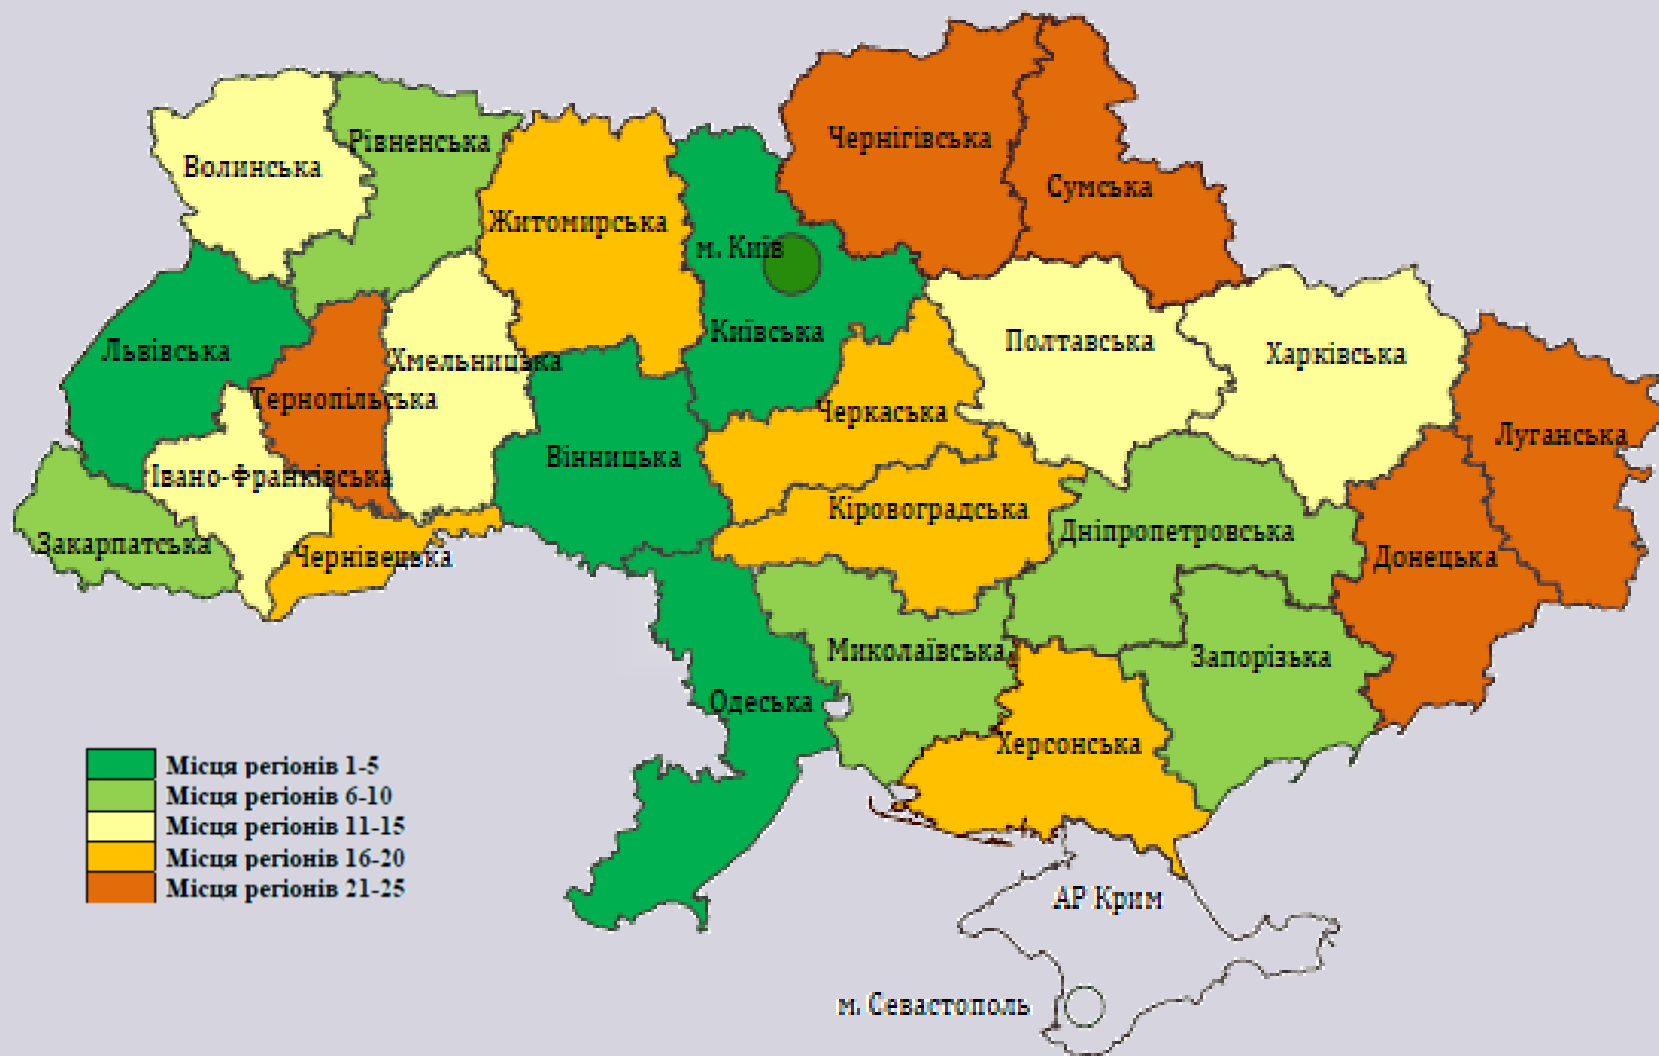 Чернігівська
Рівненська
Волинська
Сумська
Житомирська
м. Київ
Київська
Полтавська
Львівська
Хмельницька
Харківська
Тернопільська
Черкаська
Луганська
Вінницька
Івано-Франківська
Кіровоградська
Дніпропетровська
Закарпатська
Чернівецька
Донецька
Миколаївська
Запорізька
Одеська
Херсонська
Місця регіонів 1-5
Місця регіонів 6-10
Місця регіонів 11-15
Місця регіонів 16-20
Місця регіонів 21-25
АР Крим
м. Севастополь